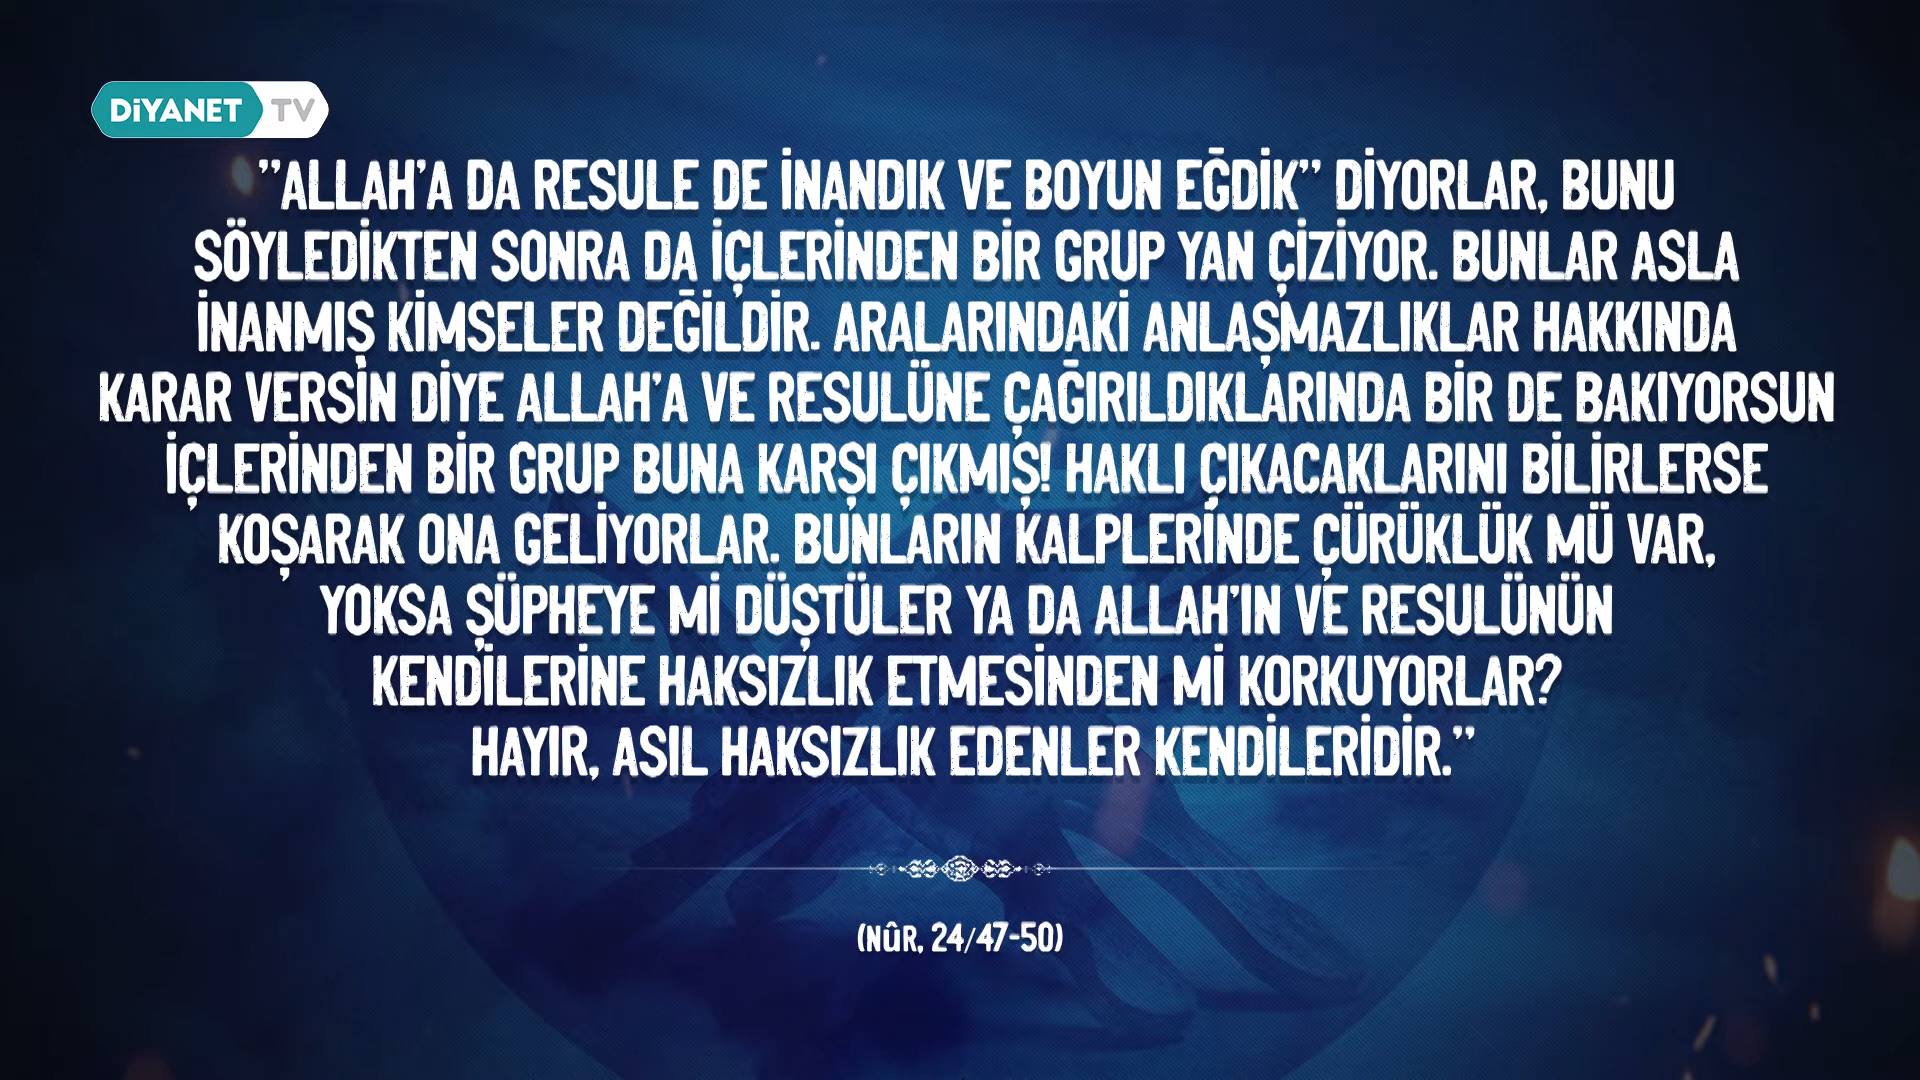 DİYANET TV
"ALLAH'A DA RESULE DE İNANDIK VE BOYUN EĞDİK" DİYORLAR, BUNU
SÖYLEDİKTEN SONRA DA İÇLERİNDEN BİR GRUP YAN ÇİZİYOR. BUNLAR ASLA
İNANMIŞ KİMSELER DEĞİLDİR. ARALARINDAKİ ANLAŞMAZLIKLAR HAKKINDA
KARAR VERSİN DİYE ALLAH'A VE RESULÜNE ÇAĞIRILDIKLARINDA BİR DE BAKIYORSUN
İÇLERİNDEN BİR GRUP BUNA KARŞI ÇIKMIŞ! HAKLI ÇIKACAKLARINI BİLİRLERSE
KOŞARAK ONA GELİYORLAR. BUNLARIN KALPLERİNDE ÇÜRÜKLÜK MÜ VAR,
YOKSA ŞÜPHEYE Mİ DÜŞTÜLER YA DA ALLAH'IN VE RESULÜNÜN
KENDİLERİNE HAKSIZLIK ETMESİNDEN Mİ KORKUYORLAR?
HAYIR, ASIL HAKSIZLIK EDENLER KENDİLERİDİR."
(NÛR, 24/47-50)